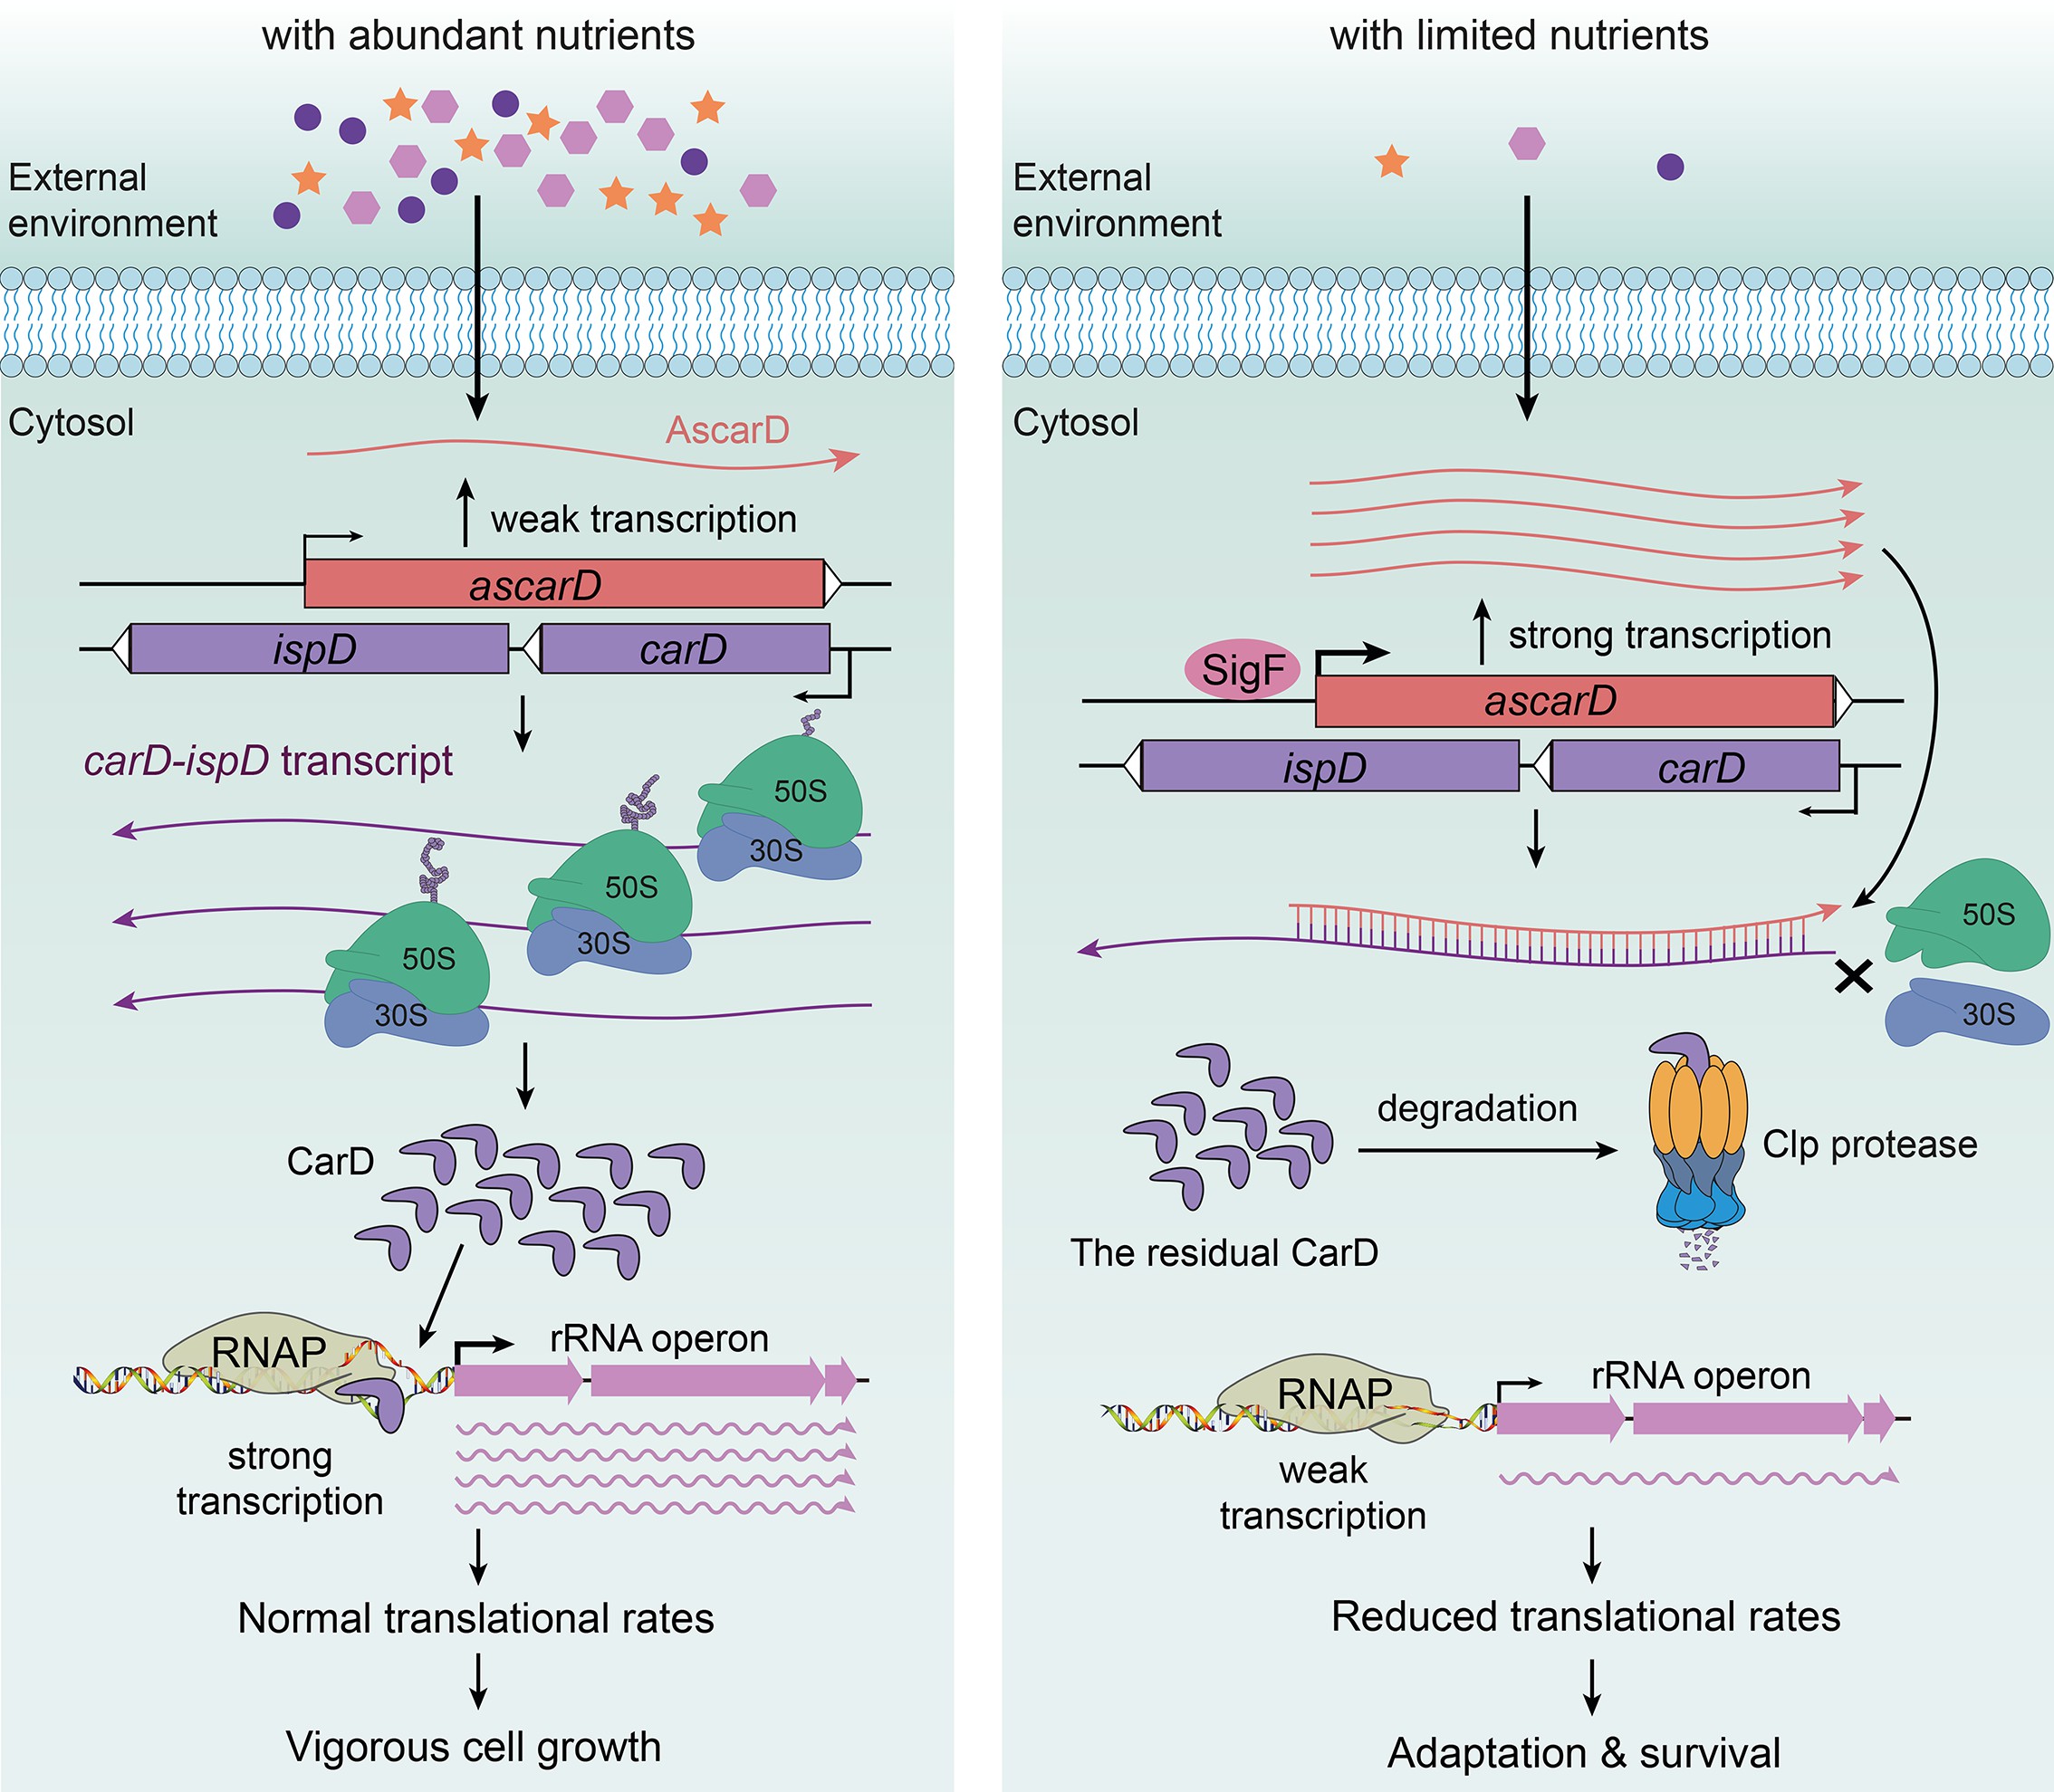 with abundant nutrients
External
environment
Cytosol
AscarD
weak transcription
ascarD
ispD
carD
carD-ispD transcript
50S
30S
50S
30S
50S
30S
CarD
RNAP
rRNA operon
strong
transcription
Normal translational rates
Vigorous cell growth
with limited nutrients
External
environment
Cytosol
strong transcription
SigF
ascarD
ispD
carD
50S
30S
degradation
Clp protease
The residual CarD
RNAP
rRNA operon
weak
transcription
Reduced translational rates
Adaptation & survival